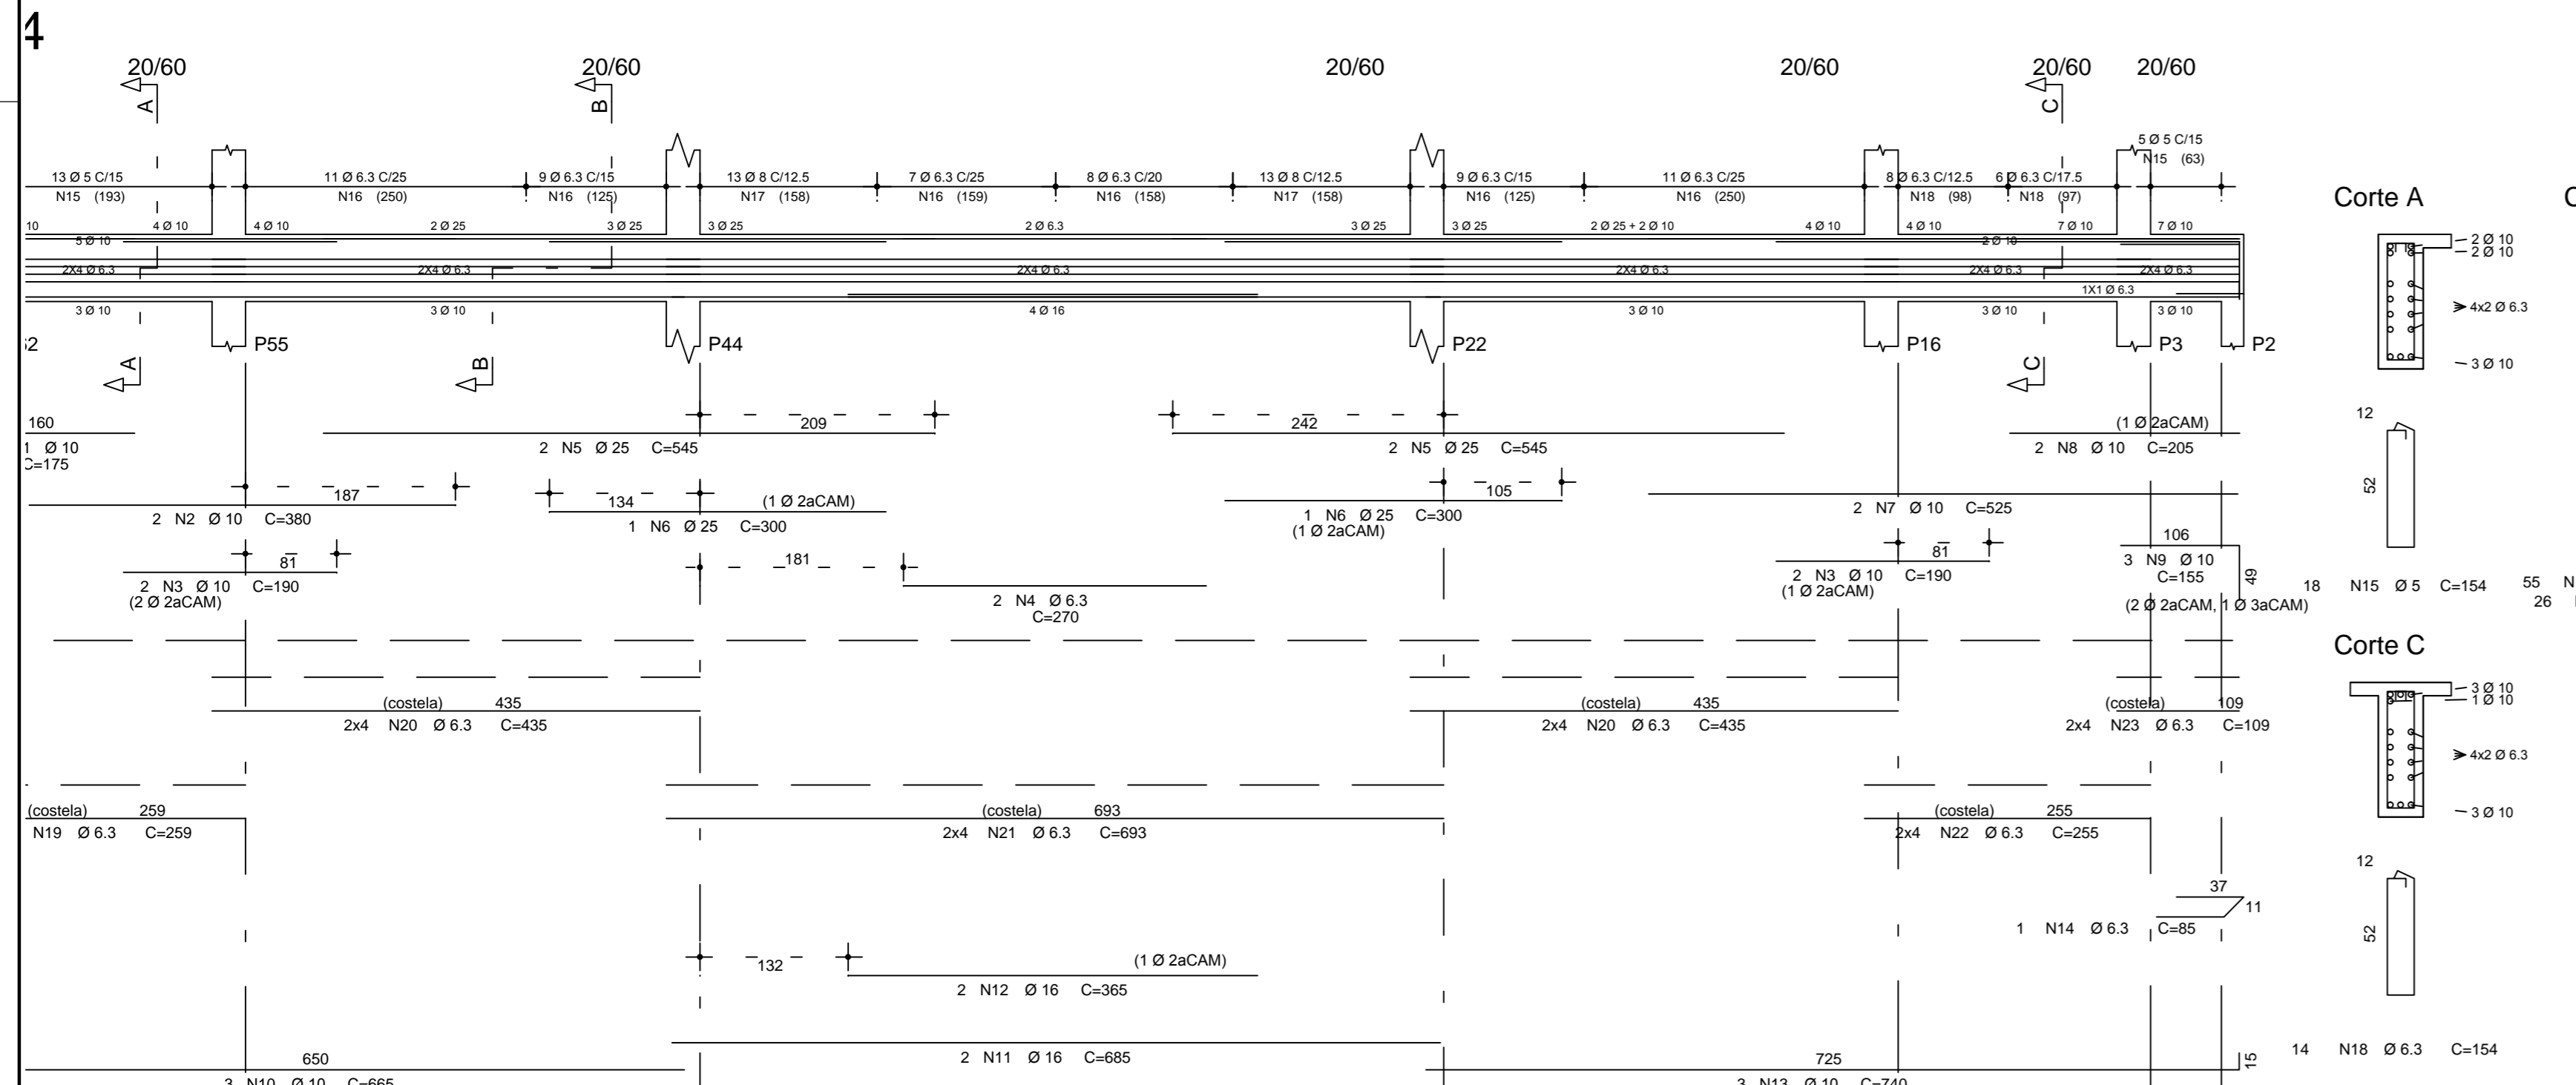 4
20/60 20/60 20/60 20/60 20/60 20/60
A B C
5 Ø 5 C/15
N15 (63)
13 Ø 5 C/15 11 Ø 6.3 C/25 9 Ø 6.3 C/15 13 Ø 8 C/12.5 7 Ø 6.3 C/25 8 Ø 6.3 C/20 13 Ø 8 C/12.5 9 Ø 6.3 C/15 11 Ø 6.3 C/25 8 Ø 6.3 C/12.5 6 Ø 6.3 C/17.5
N15 (193) N16 (250) N16 (125) N17 (158) N16 (159) N16 (158) N17 (158) N16 (125) N16 (250) N18 (98) N18 (97)
10 4 Ø 10 4 Ø 10 2 Ø 25 3 Ø 25 3 Ø 25 2 Ø 6.3 3 Ø 25 3 Ø 25 2 Ø 25 + 2 Ø 10 4 Ø 10 4 Ø 10 7 Ø 10 7 Ø 10
5 Ø 10 2 Ø 10
2X4 Ø 6.3 2X4 Ø 6.3 2X4 Ø 6.3 2X4 Ø 6.3 2X4 Ø 6.3 2X4 Ø 6.3
1X1 Ø 6.3
3 Ø 10 3 Ø 10 4 Ø 16 3 Ø 10 3 Ø 10 3 Ø 10
P55 P44 P22 P16 P3 P2
A B C
160 209 242 (1 Ø 2aCAM)
1 Ø 10 2 N5 Ø 25 C=545 2 N5 Ø 25 C=545 2 N8 Ø 10 C=205
C=175
187 134 (1 Ø 2aCAM) 105
2 N2 Ø 10 C=380 1 N6 Ø 25 C=300 1 N6 Ø 25 C=300 2 N7 Ø 10 C=525
(1 Ø 2aCAM)
81 181 81 106
2 N3 Ø 10 C=190 2 N3 Ø 10 C=190 3 N9 Ø 10
C=155 49
(2 Ø 2aCAM) (1 Ø 2aCAM) (2 Ø 2aCAM, 1 Ø 3aCAM)
2 N4 Ø 6.3
C=270
(costela) 435 (costela) 435 (costela) 109
2x4 N20 Ø 6.3 C=435 2x4 N20 Ø 6.3 C=435 2x4 N23 Ø 6.3 C=109
(costela) 259 (costela) 693 (costela) 255
N19 Ø 6.3 C=259 2x4 N21 Ø 6.3 C=693 2x4 N22 Ø 6.3 C=255
37
11
1 N14 Ø 6.3 C=85
132 (1 Ø 2aCAM)
2 N12 Ø 16 C=365
2 N11 Ø 16 C=685
650 725 15
3 N10 Ø 10 C=665 3 N13 Ø 10 C=740
Corte A
2 Ø 10
2 Ø 10
4x2 Ø 6.3
3 Ø 10
12
52
18 N15 Ø 5 C=154
55 N
26
Corte C
3 Ø 10
1 Ø 10
4x2 Ø 6.3
3 Ø 10
12
52
14 N18 Ø 6.3 C=154